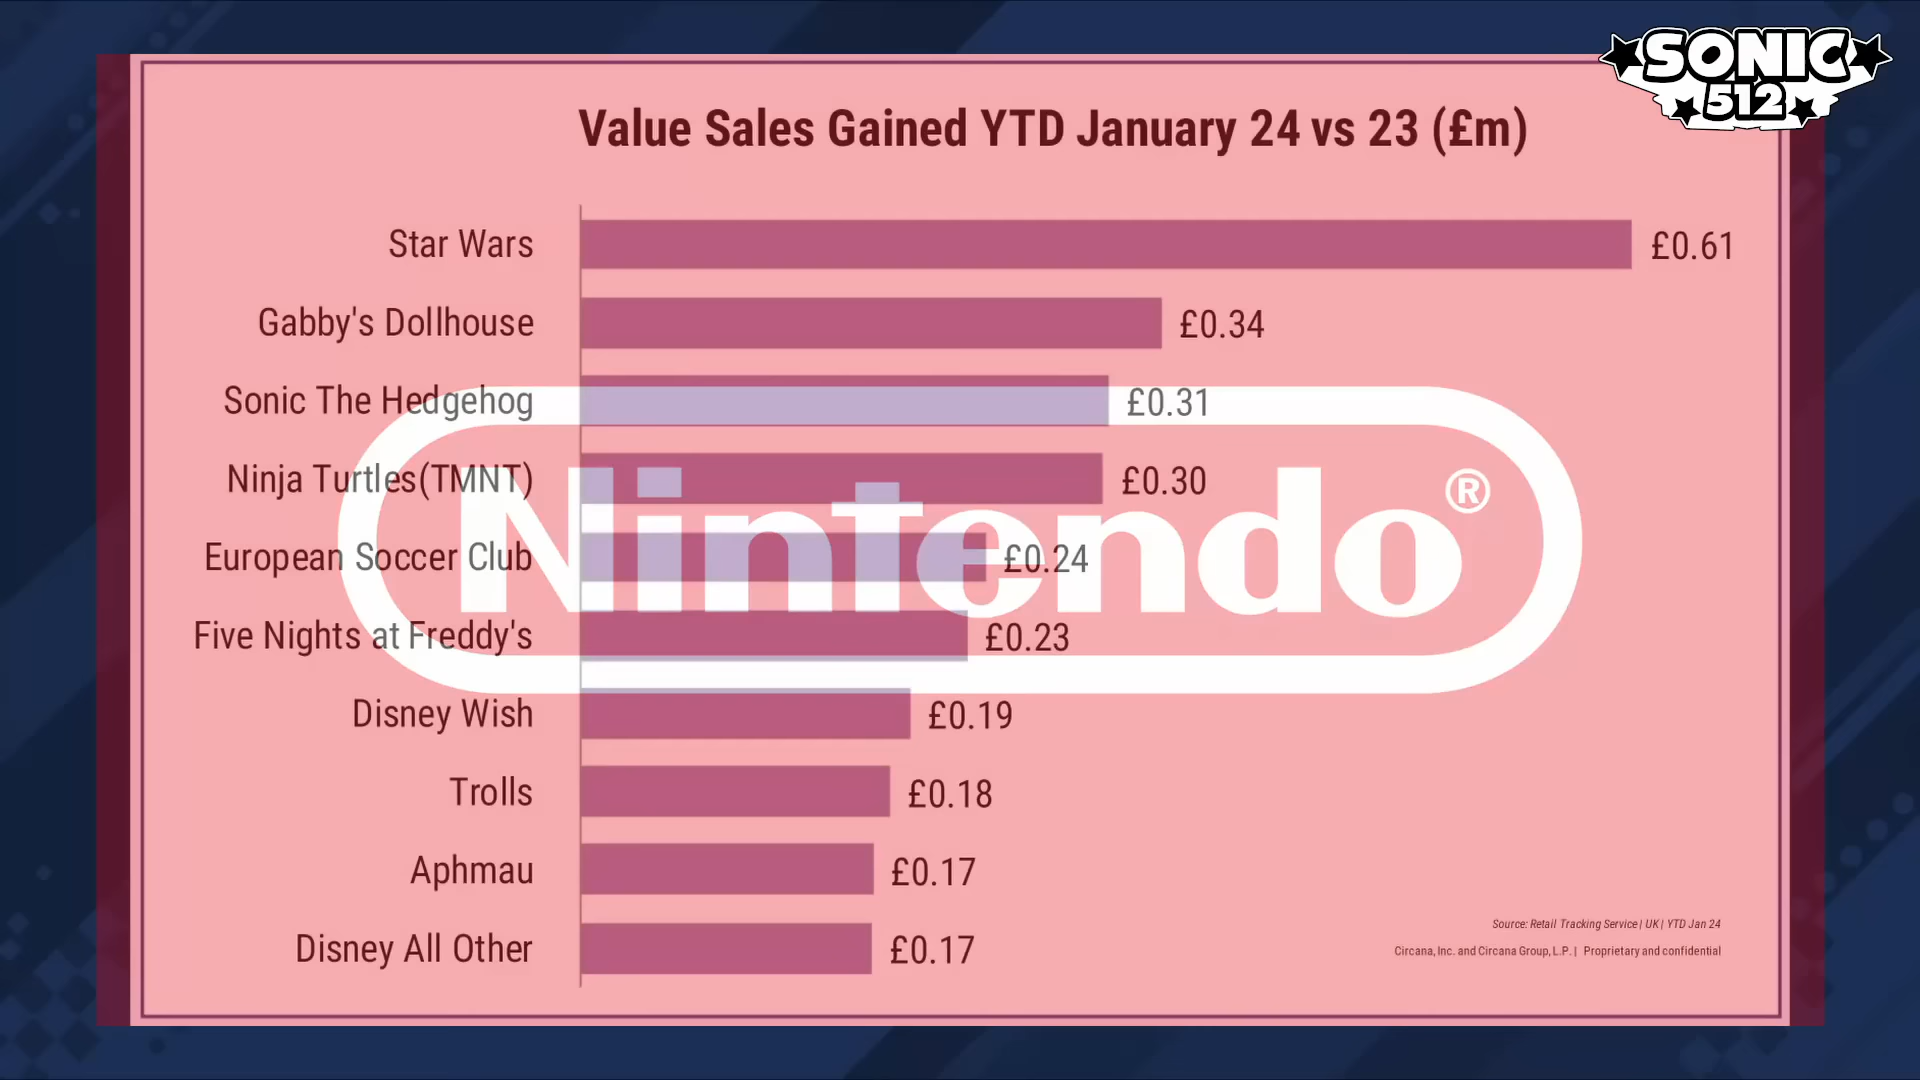 SONIC
512
Value Sales Gained YTD January 24 vs 23 (£m)
Star Wars £0.61
Gabby's Dollhouse £0.34
Sonic The Hedgehog £0.31
Ninja Turtles(TMNT) £0.30
European Soccer Club £0.24
Five Nights at Freddy's £0.23
Disney Wish £0.19
Trolls £0.18
Aphmau £0.17
Disney All Other £0.17
Nintendo®
Source: Retail Tracking Service | UK | YTD Jan 24
Circana, Inc. and Circana Group, L.P. | Proprietary and confidential